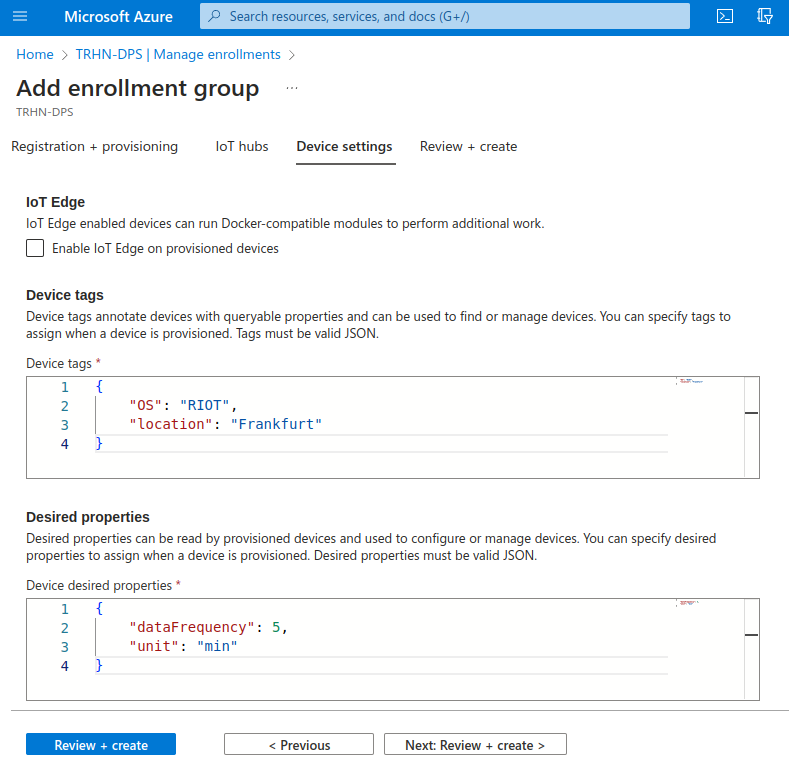 Microsoft Azure
Search resources, services, and docs (G+/)
Home > TRHN-DPS | Manage enrollments >
Add enrollment group ...
TRHN-DPS
Registration + provisioning IoT hubs Device settings Review + create
IoT Edge
IoT Edge enabled devices can run Docker-compatible modules to perform additional work.
Enable IoT Edge on provisioned devices
Device tags
Device tags annotate devices with queryable properties and can be used to find or manage devices. You can specify tags to
assign when a device is provisioned. Tags must be valid JSON.
Device tags *
1 {
2 "OS": "RIOT",
3 "location": "Frankfurt"
4 }
Desired properties
Desired properties can be read by provisioned devices and used to configure or manage devices. You can specify desired
properties to assign when a device is provisioned. Desired properties must be valid JSON.
Device desired properties *
1 {
2 "dataFrequency": 5,
3 "unit": "min"
4 }
Review + create < Previous Next: Review + create >